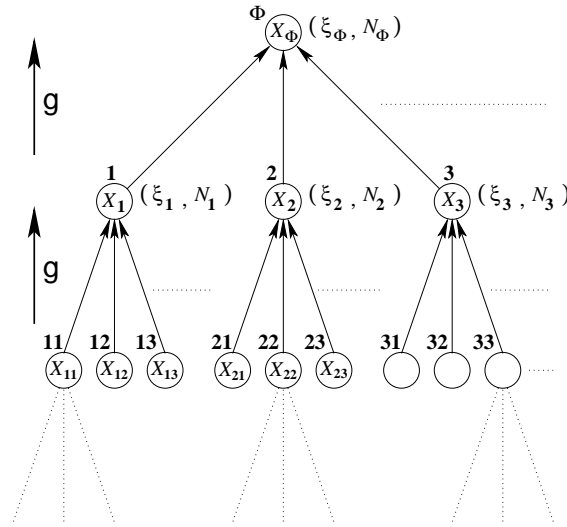 Φ
X_Φ (ξ_Φ , N_Φ)
g
1 2 3
X_1 (ξ_1 , N_1) X_2 (ξ_2 , N_2) X_3 (ξ_3 , N_3)
g
11 12 13 21 22 23 31 32 33
X_11 X_12 X_13 X_21 X_22 X_23